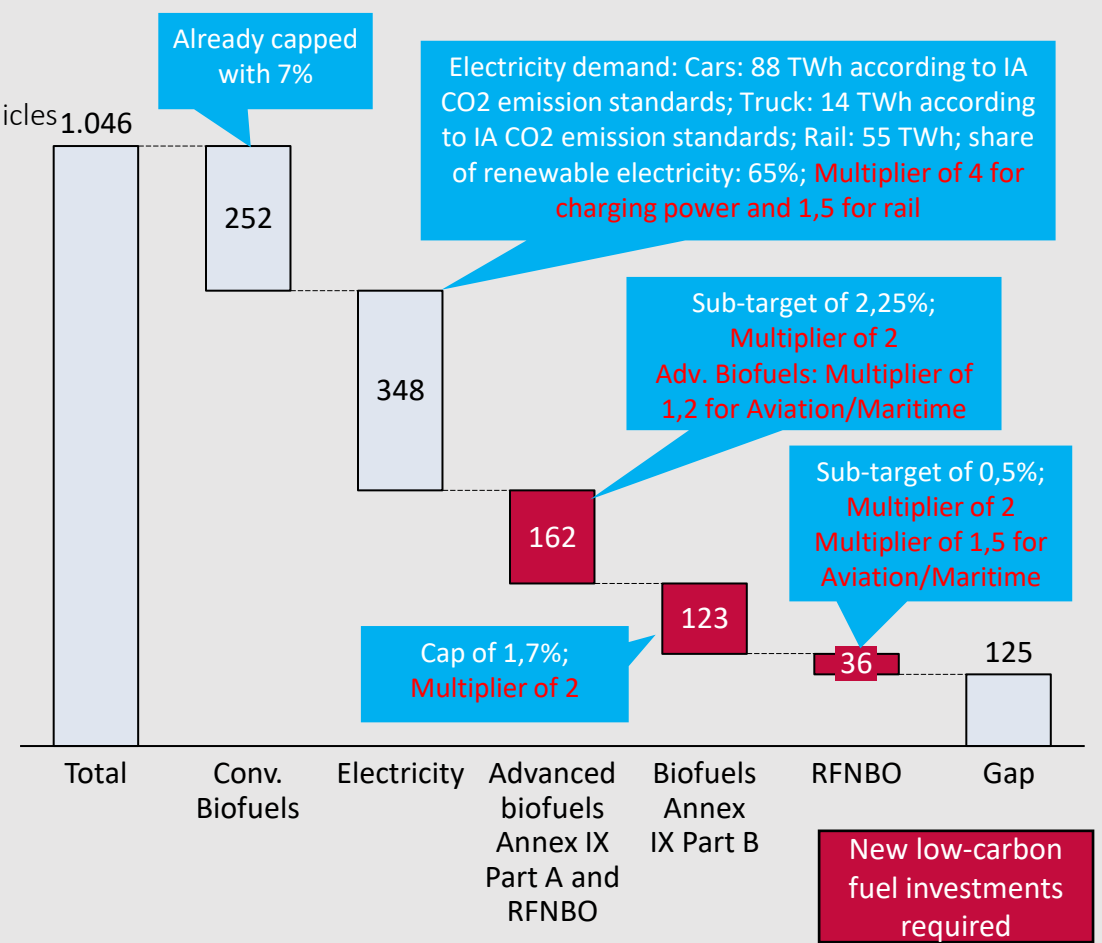 Already capped
with 7%
Electricity demand: Cars: 88 TWh according to IA
CO2 emission standards; Truck: 14 TWh according
to IA CO2 emission standards; Rail: 55 TWh; share
of renewable electricity: 65%; Multiplier of 4 for
charging power and 1,5 for rail
icles
1.046
252
348
Sub-target of 2,25%;
Multiplier of 2
Adv. Biofuels: Multiplier of
1,2 for Aviation/Maritime
162
Sub-target of 0,5%;
Multiplier of 2
Multiplier of 1,5 for
Aviation/Maritime
Cap of 1,7%;
Multiplier of 2
123
36
125
Total
Conv.
Biofuels
Electricity
Advanced
biofuels
Annex IX
Part A and
RFNBO
Biofuels
Annex
IX Part B
RFNBO
Gap
New low-carbon
fuel investments
required